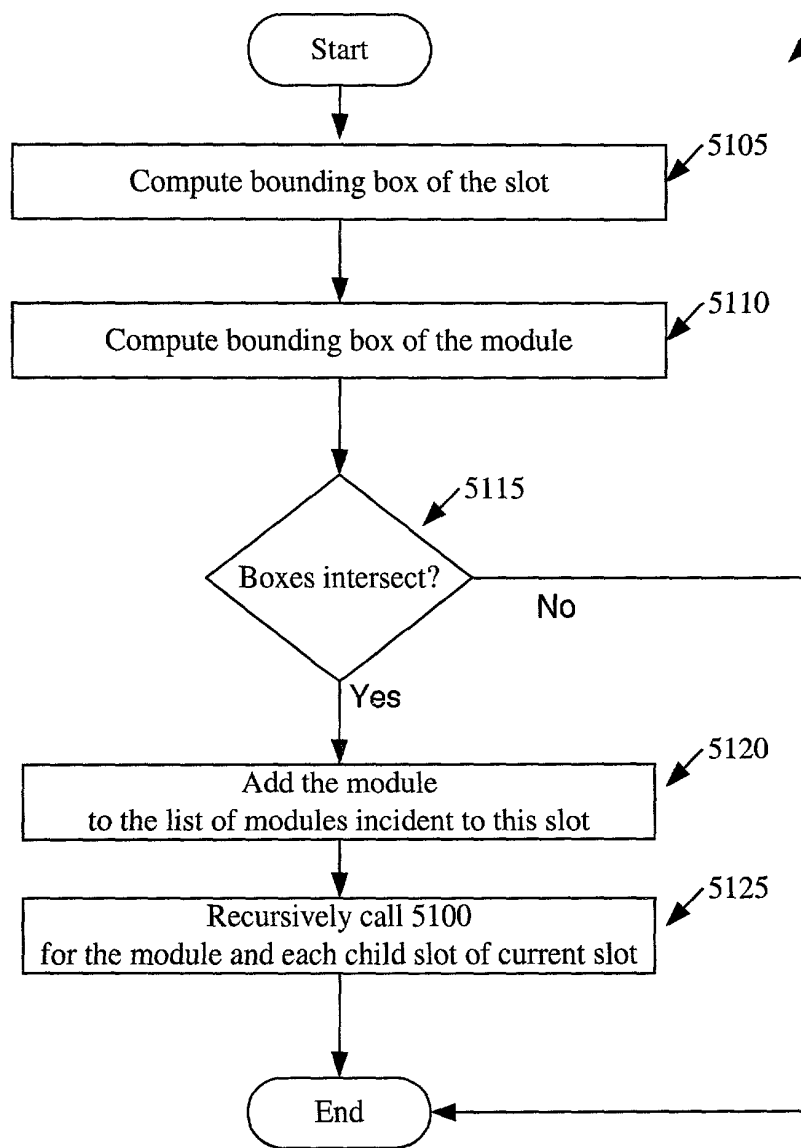 Start
5105
Compute bounding box of the slot
5110
Compute bounding box of the module
5115
Boxes intersect?
No
Yes
5120
Add the module
to the list of modules incident to this slot
5125
Recursively call 5100
for the module and each child slot of current slot
End